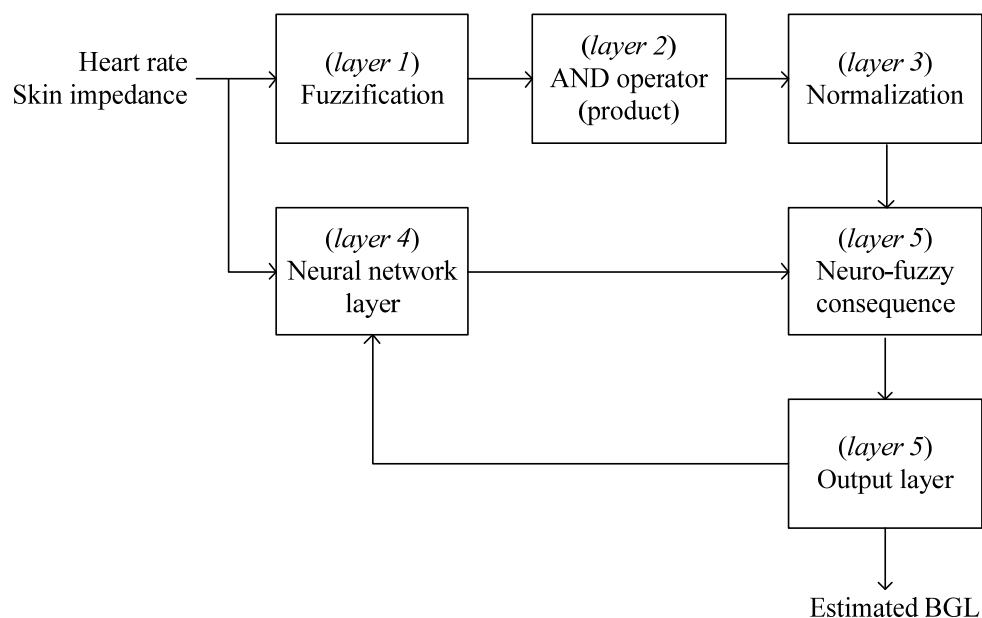 Heart rate
Skin impedance
(layer 1)
Fuzzification
(layer 2)
AND operator
(product)
(layer 3)
Normalization
(layer 4)
Neural network
layer
(layer 5)
Neuro-fuzzy
consequence
(layer 5)
Output layer
Estimated BGL